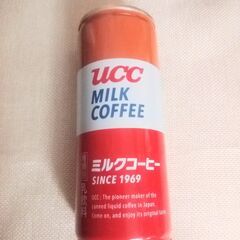 UCC
MILK
COFFEE
ミルクコーヒー
SINCE 1969
UCC : The pioneer maker of the
canned liquid coffee in Japan.
Come on, and enjoy its original taste.